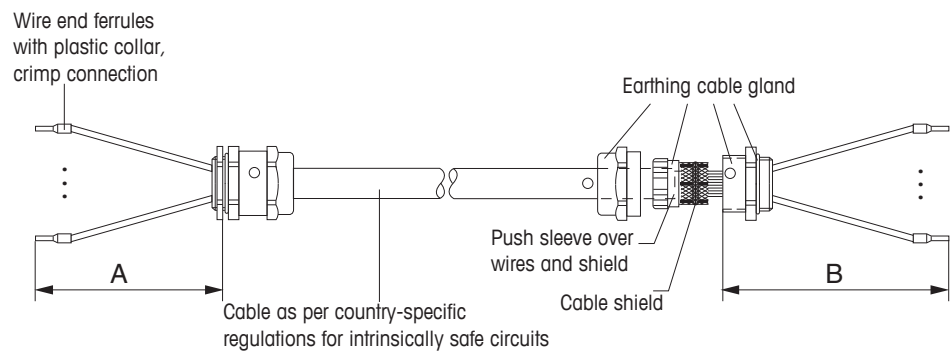 Wire end ferrules
with plastic collar,
crimp connection
Earthing cable gland
Push sleeve over
wires and shield
A
B
Cable shield
Cable as per country-specific
regulations for intrinsically safe circuits